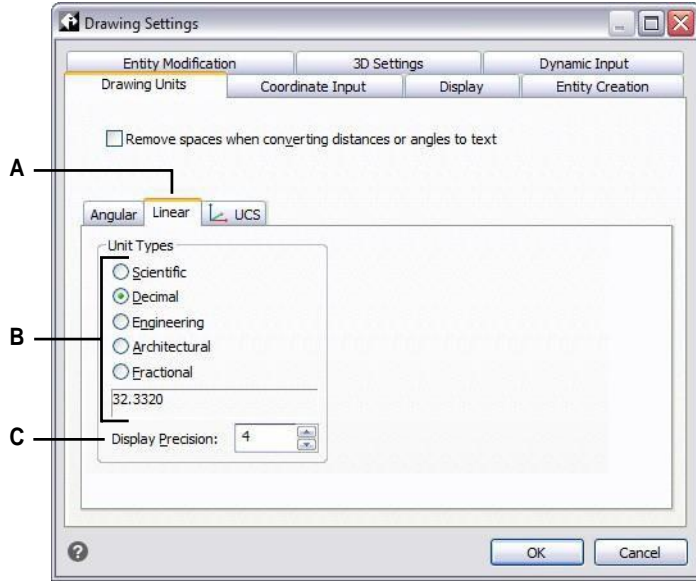 Drawing Settings
Entity Modification 3D Settings Dynamic Input
Drawing Units Coordinate Input Display Entity Creation
Remove spaces when converting distances or angles to text
A
Angular Linear UCS
Unit Types
Scientific
Decimal
Engineering
B
Architectural
Fractional
32.3320
C
Display Precision: 4
? OK Cancel